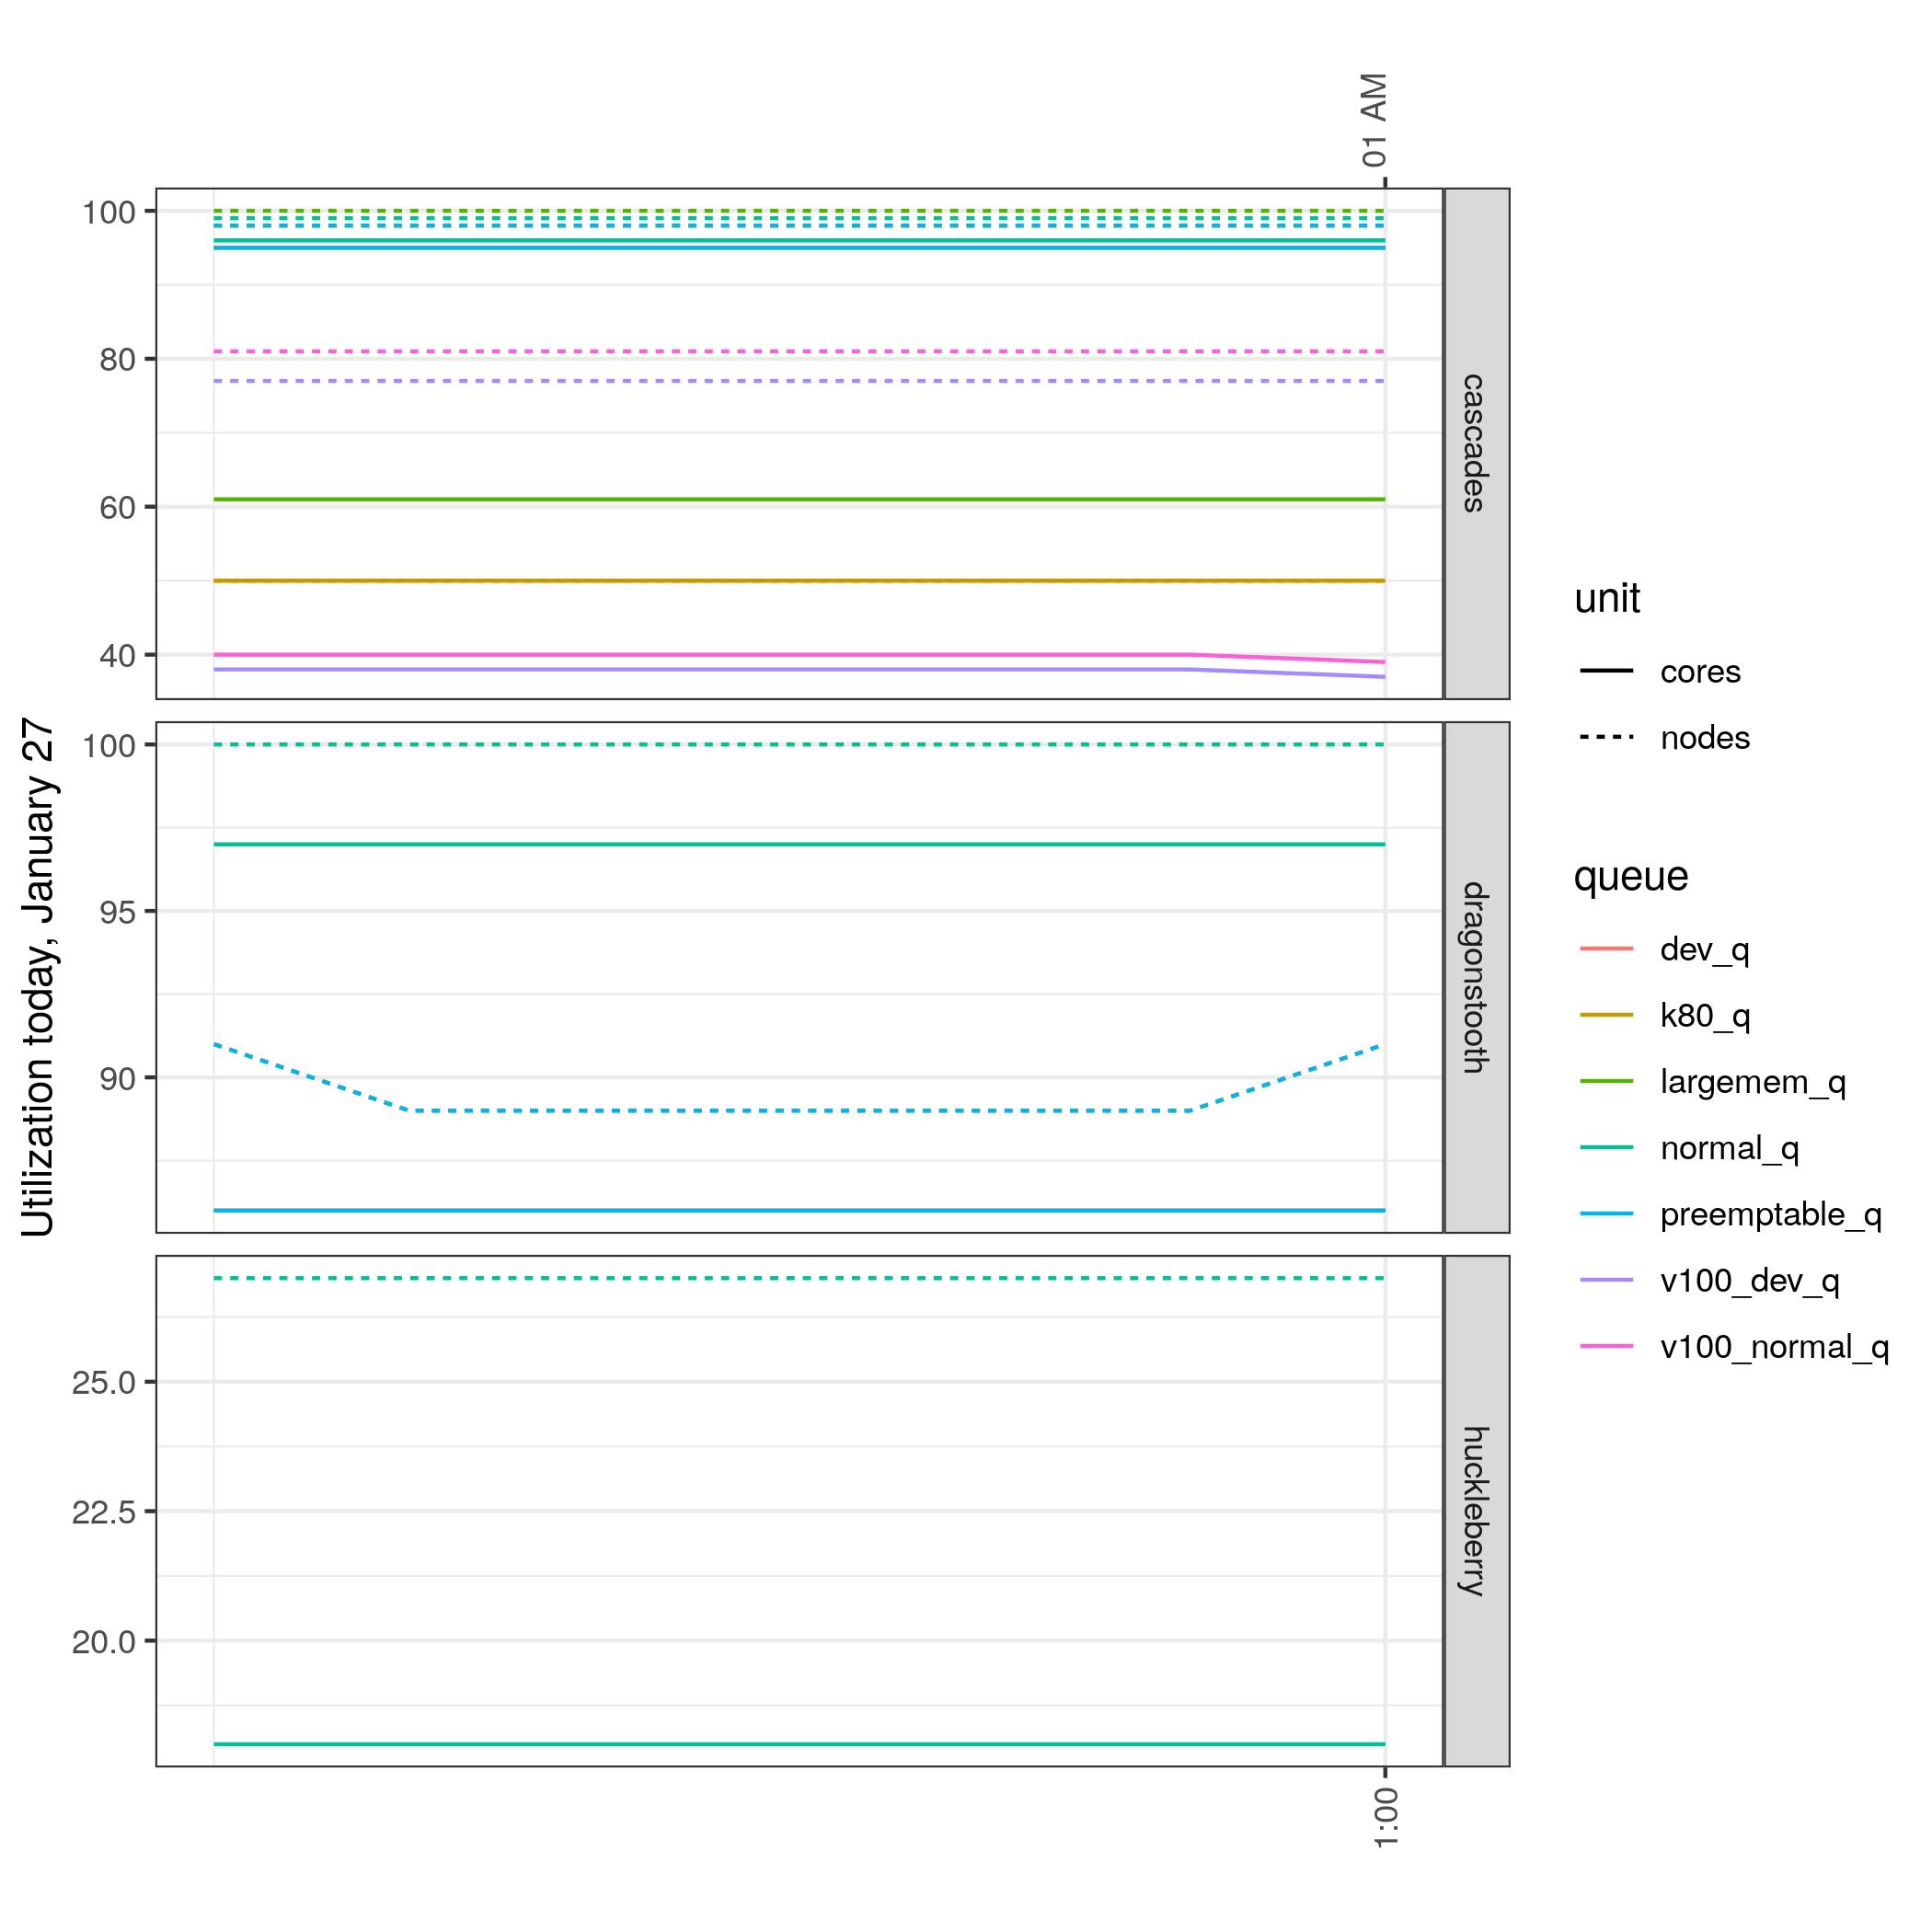 01 AM
100
80
60
40
cascades
100
95
90
dragonstooth
25.0
22.5
20.0
huckleberry
1:00
Utilization today, January 27
unit
cores
nodes
queue
dev_q
k80_q
largemem_q
normal_q
preemptable_q
v100_dev_q
v100_normal_q